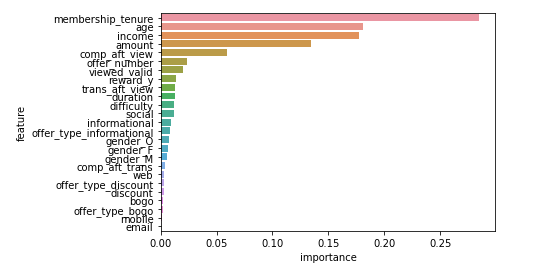 membership_tenure
age
income
amount
comp_aft_view
offer_number
viewed_valid
reward_y
trans_aft_view
duration
difficulty
social
informational
offer_type_informational
gender_O
gender_F
gender_M
comp_aft_trans
web
offer_type_discount
discount
bogo
offer_type_bogo
mobile
email
feature
0.00 0.05 0.10 0.15 0.20 0.25
importance